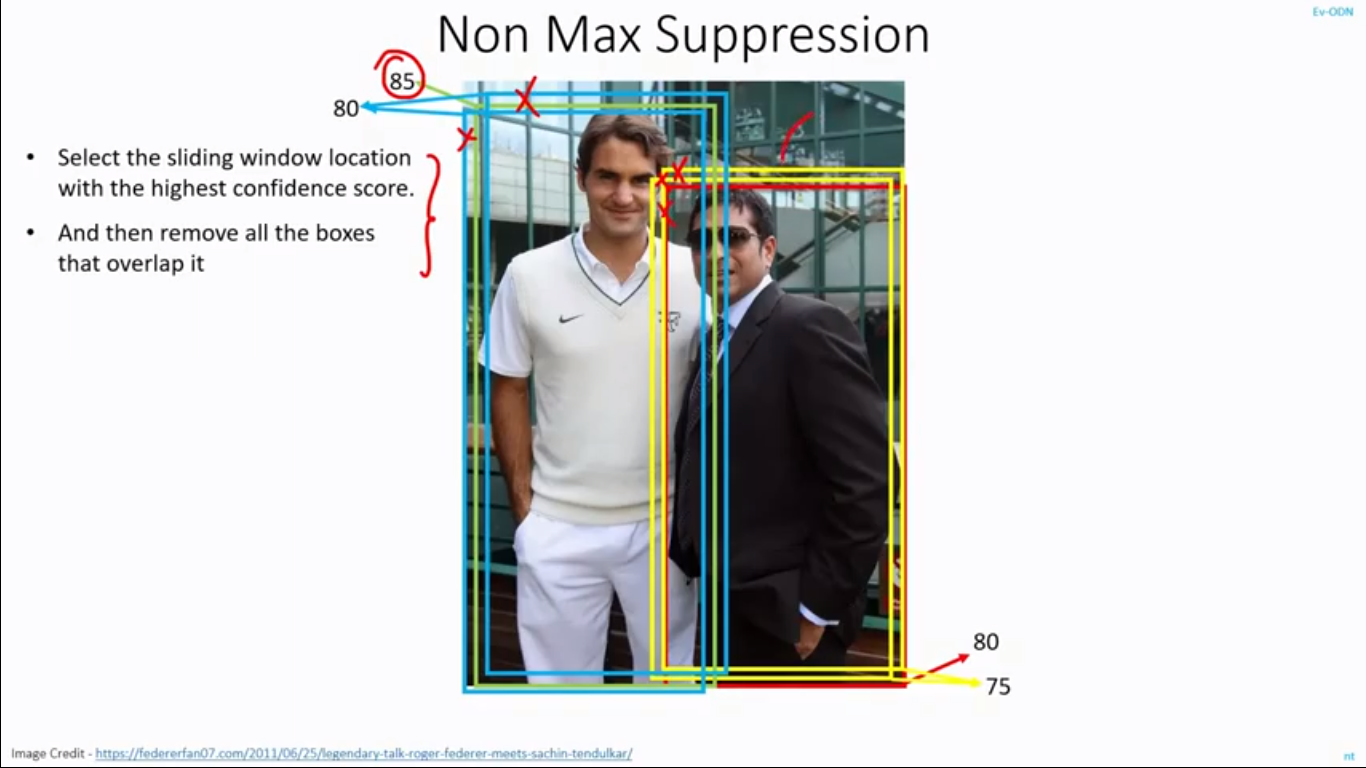 Ev-ODN
Non Max Suppression
85
80
• Select the sliding window location
with the highest confidence score.
• And then remove all the boxes
that overlap it
80
75
Image Credit - https://federerfan07.com/2011/06/25/legendary-talk-roger-federer-meets-sachin-tendulkar/
nt